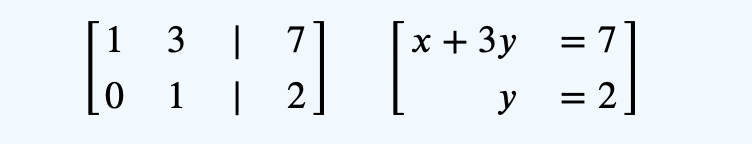 [1 3 | 7] [x + 3y = 7]
[0 1 | 2] [y = 2]